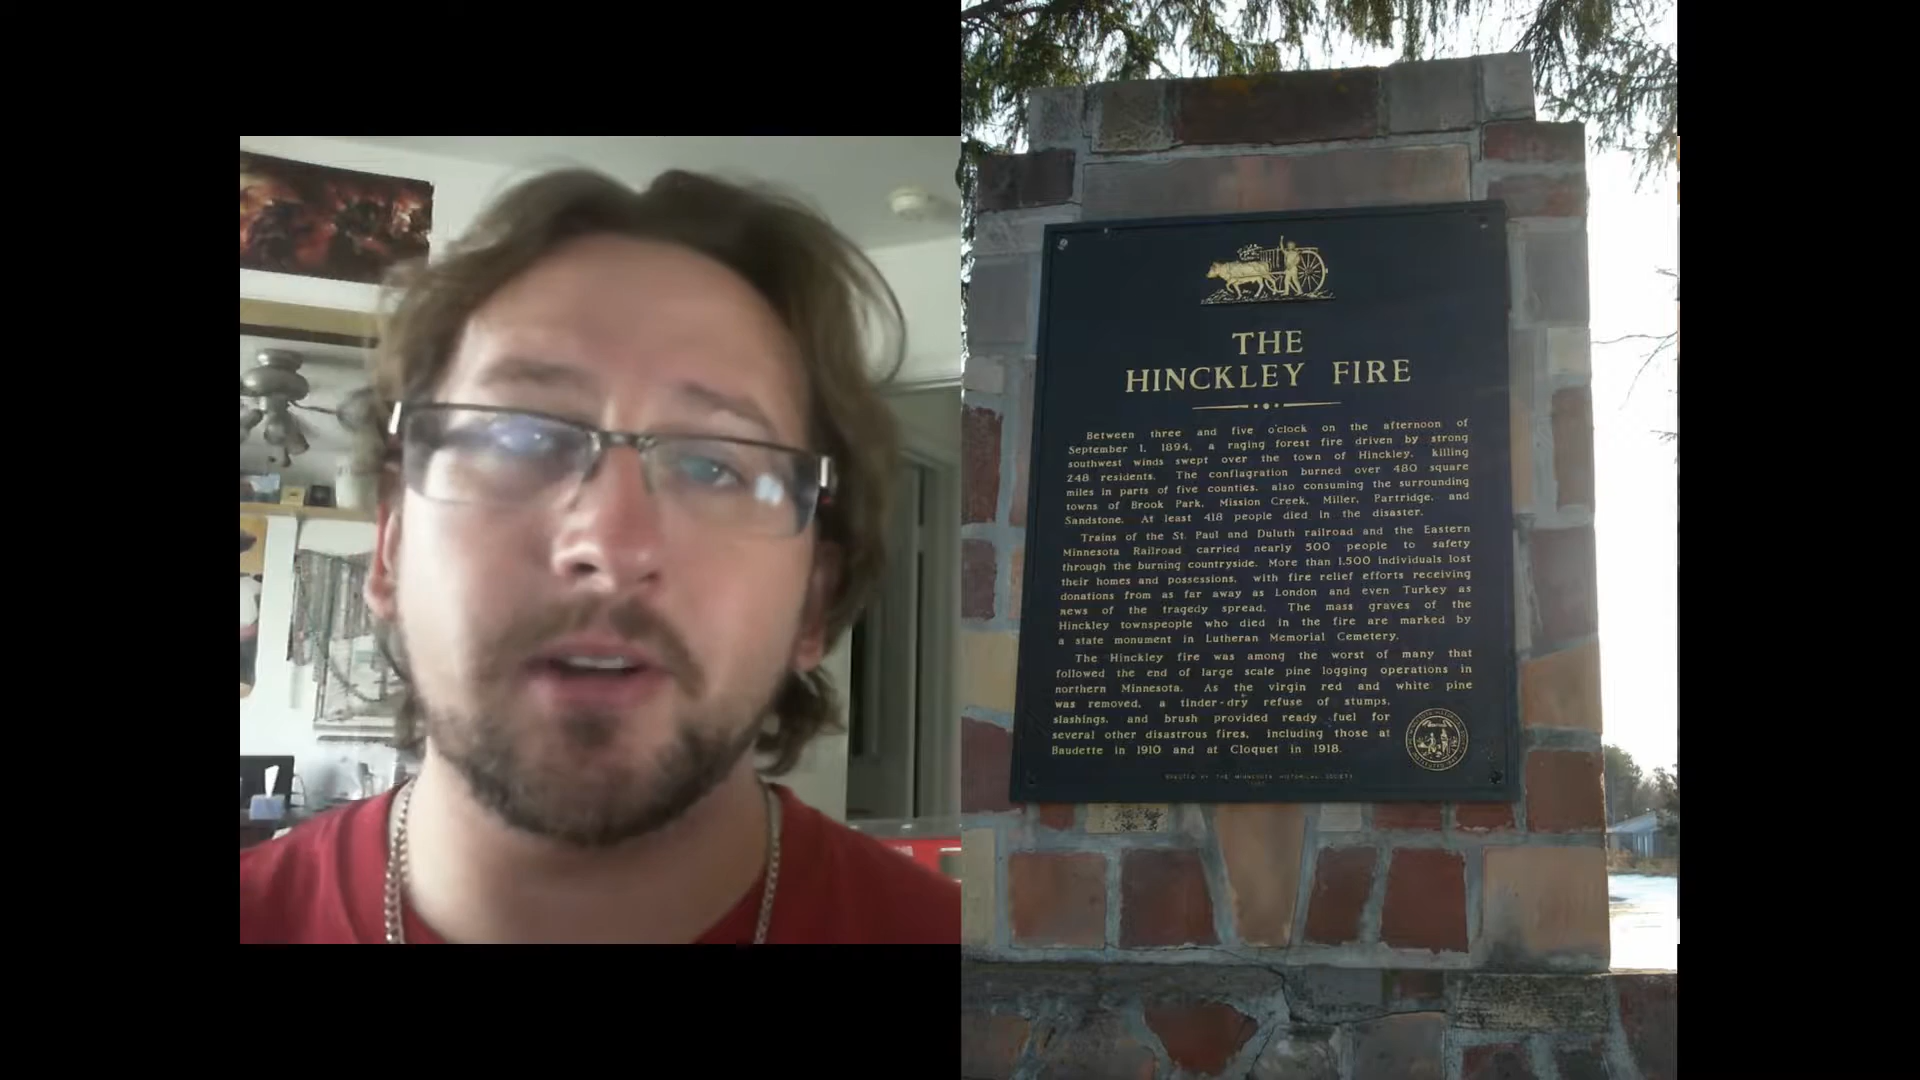 THE
HINCKLEY FIRE
Between three and five o'clock on the afternoon of
September 1, 1894, a raging forest fire driven by strong
southwest winds swept over the town of Hinckley, killing
248 residents. The conflagration burned over 480 square
miles in parts of five counties, also consuming the surrounding
towns of Brook Park, Mission Creek, Miller, Partridge, and
Sandstone. At least 418 people died in the disaster.
Trains of the St. Paul and Duluth railroad and the Eastern
Minnesota Railroad carried nearly 500 people to safety
through the burning countryside. More than 1,500 individuals lost
their homes and possessions, with fire relief efforts receiving
donations from as far away as London and even Turkey as
news of the tragedy spread. The mass graves of the
Hinckley townspeople who died in the fire are marked by
a state monument in Lutheran Memorial Cemetery.
The Hinckley fire was among the worst of many that
followed the end of large scale pine logging operations in
northern Minnesota. As the virgin red and white pine
was removed, a tinder-dry refuse of stumps,
slashings, and brush provided ready fuel for
several other disastrous fires, including those at
Baudette in 1910 and at Cloquet in 1918.
ERECTED BY THE MINNESOTA HISTORICAL SOCIETY